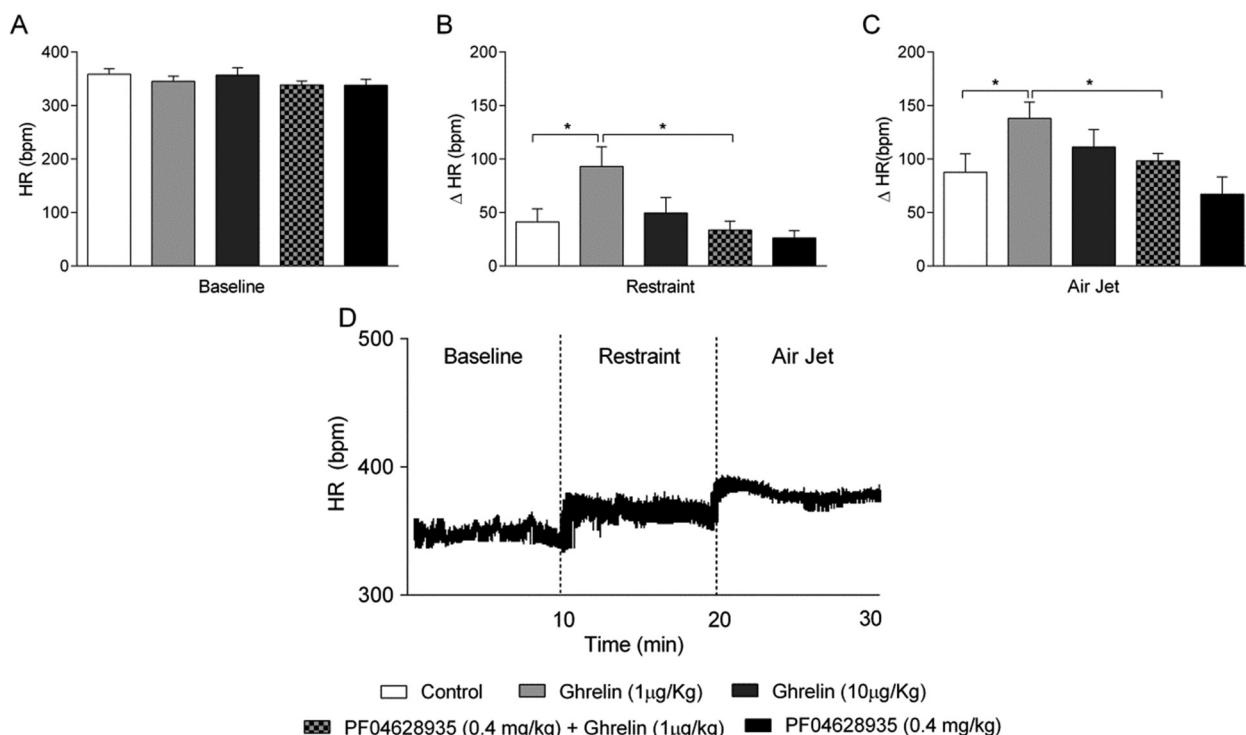 A
HR (bpm)
400
300
200
100
0
Baseline
B
Δ HR (bpm)
200
150
100
50
0
*
*
Restraint
C
Δ HR(bpm)
200
150
100
50
0
*
*
Air Jet
D
HR (bpm)
500
400
300
Baseline Restraint Air Jet
10 20 30
Time (min)
Control Ghrelin (1µg/Kg) Ghrelin (10µg/Kg)
PF04628935 (0.4 mg/kg) + Ghrelin (1µg/kg) PF04628935 (0.4 mg/kg)